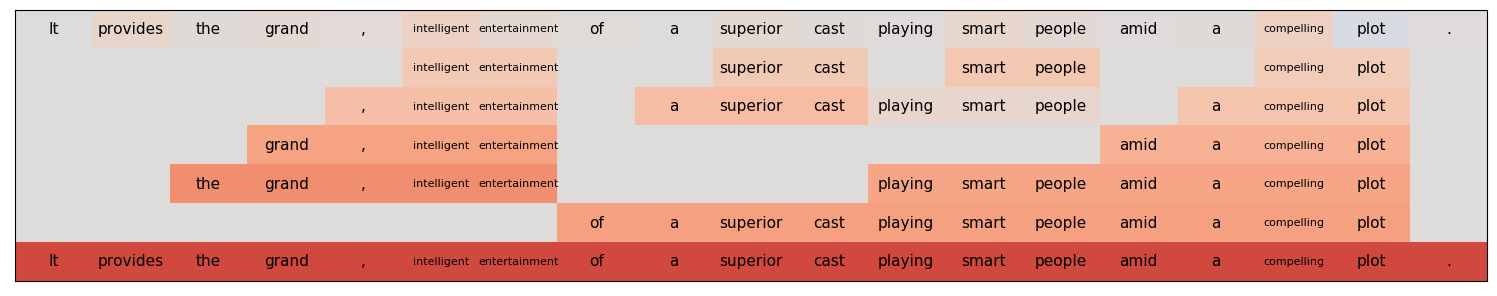 It provides the grand , intelligent entertainment of a superior cast playing smart people amid a compelling plot .
intelligent entertainment superior cast smart people compelling plot
, intelligent entertainment a superior cast playing smart people a compelling plot
grand , intelligent entertainment amid a compelling plot
the grand , intelligent entertainment playing smart people amid a compelling plot
of a superior cast playing smart people amid a compelling plot
It provides the grand , intelligent entertainment of a superior cast playing smart people amid a compelling plot .